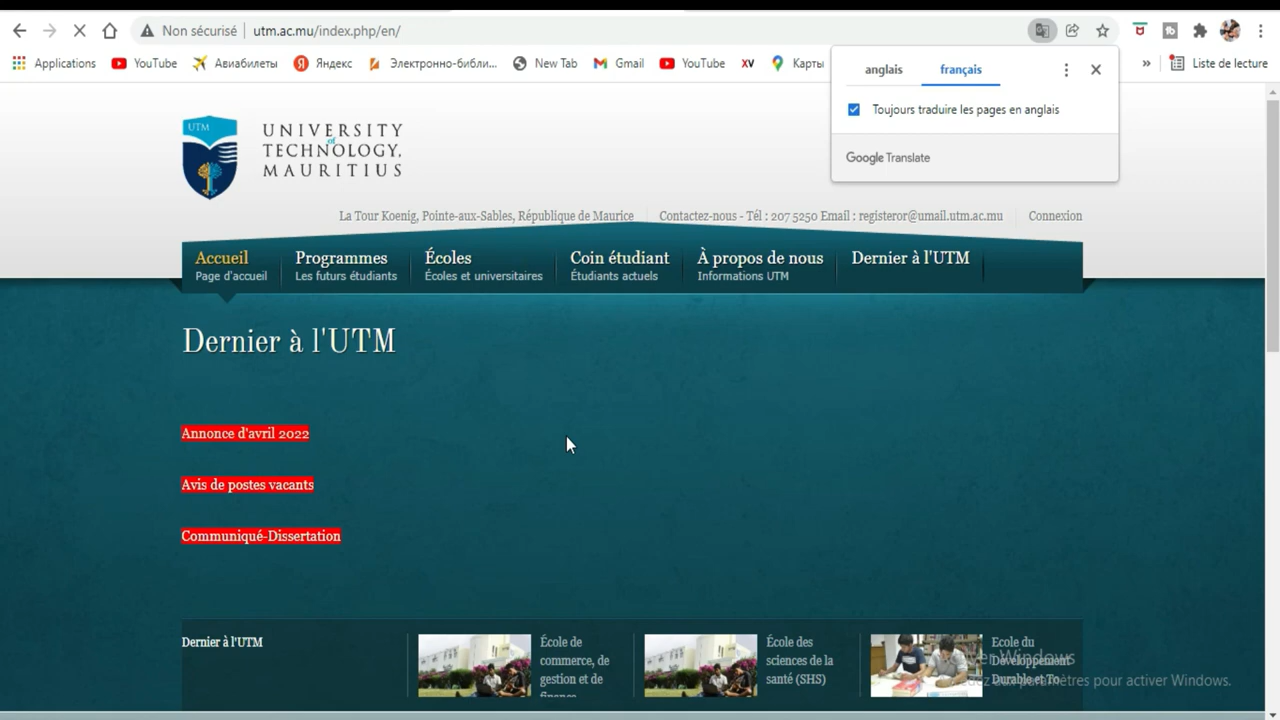 Non sécurisé utm.ac.mu/index.php/en/
Applications YouTube Авиабилеты Яндекс Электронно-библи... New Tab Gmail YouTube XV Карты » Liste de lecture
anglais français
Toujours traduire les pages en anglais
Google Translate
UTM
UNIVERSITY
of
TECHNOLOGY,
MAURITIUS
La Tour Koenig, Pointe-aux-Sables, République de Maurice Contactez-nous - Tél : 207 5250 Email : registeror@umail.utm.ac.mu Connexion
Accueil Programmes Écoles Coin étudiant À propos de nous Dernier à l'UTM
Page d'accueil Les futurs étudiants Écoles et universitaires Étudiants actuels Informations UTM
Dernier à l'UTM
Annonce d'avril 2022
Avis de postes vacants
Communiqué-Dissertation
Dernier à l'UTM
École de
commerce, de
gestion et de
finance
École des
sciences de la
santé (SHS)
Ecole du
Développement
Durable et To
Windows
paramètres pour activer Windows.